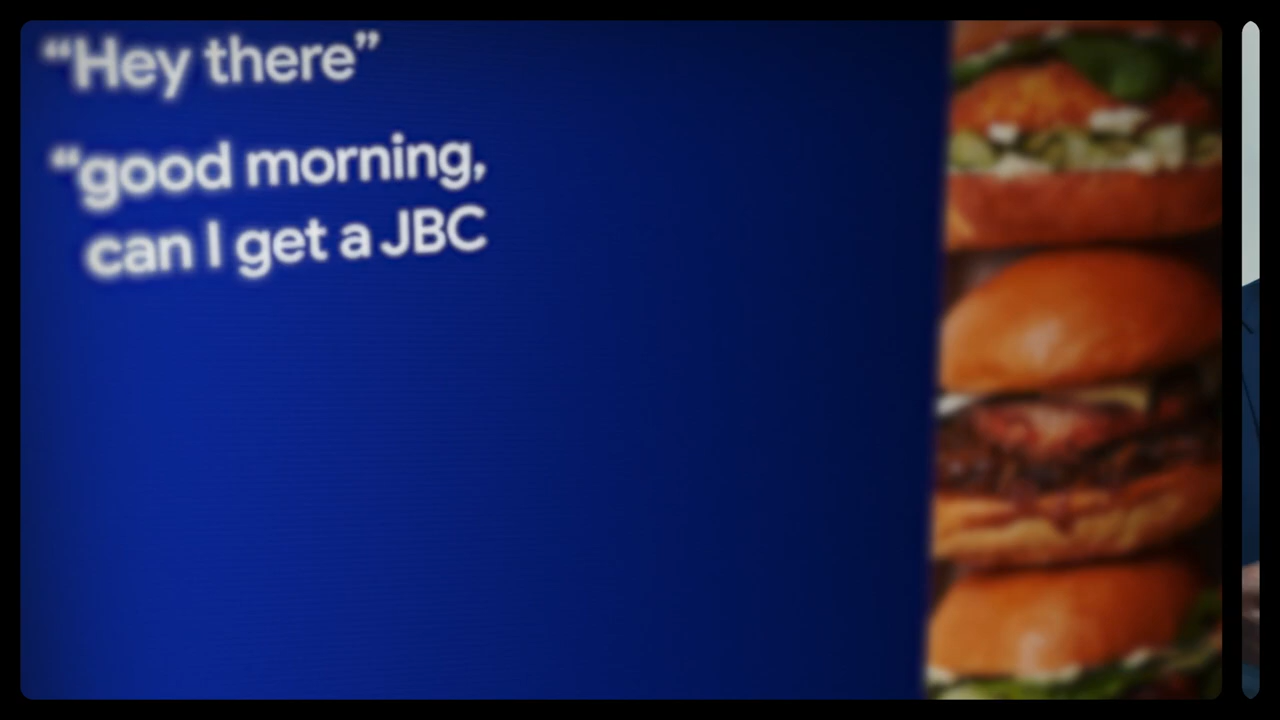 “Hey there”
“good morning,
can I get a JBC